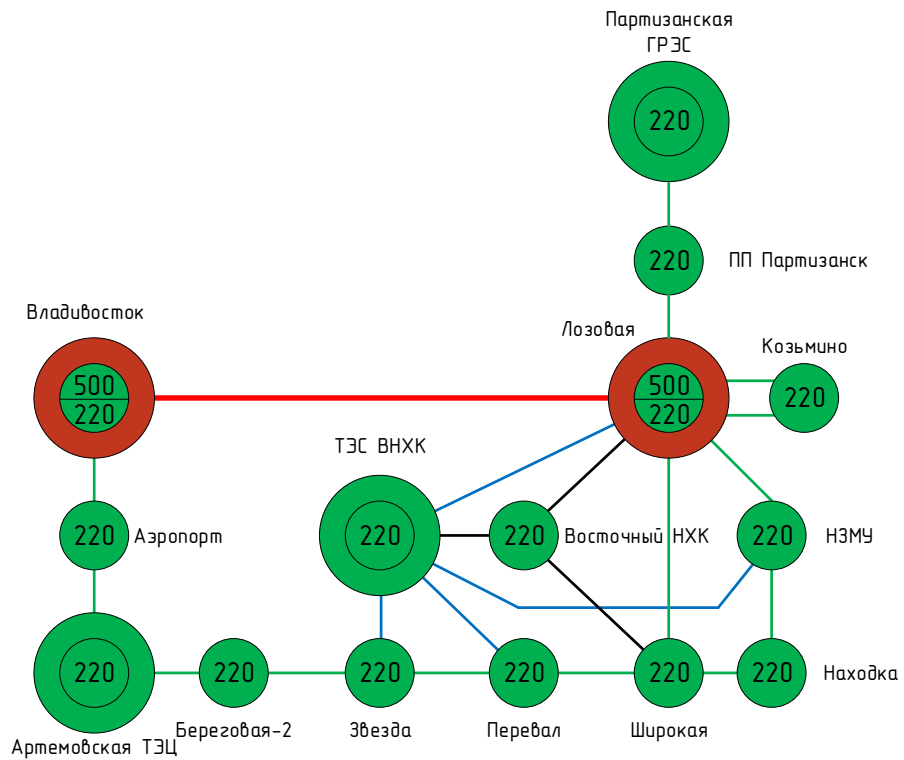 Партизанская
ГРЭС
220
220
ПП Партизанск
Владивосток
Лозовая
Козьмино
500
220
500
220
220
ТЭС ВНХК
220
Аэропорт
220
220
Восточный НХК
220
НЗМУ
220
220
220
220
220
220
Находка
Береговая-2
Звезда
Перевал
Широкая
Артемовская ТЭЦ